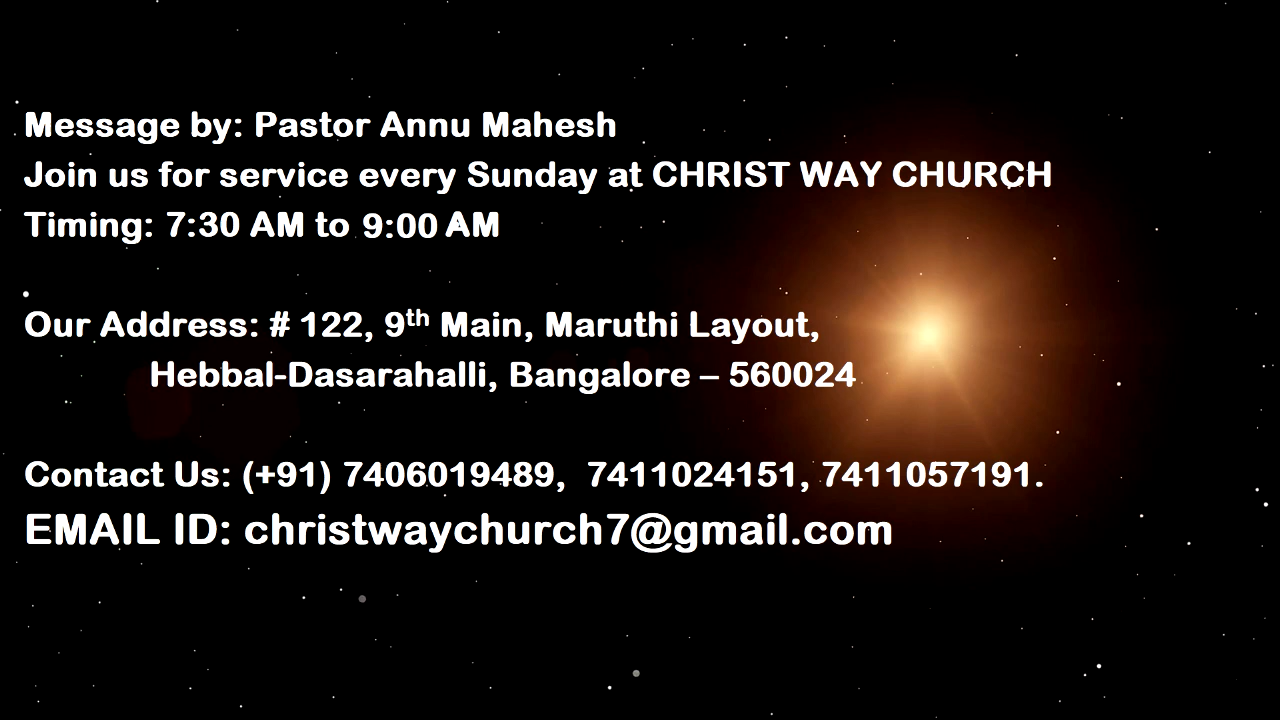 Message by: Pastor Annu Mahesh
Join us for service every Sunday at CHRIST WAY CHURCH
Timing: 7:30 AM to 9:00 AM
Our Address: # 122, 9th Main, Maruthi Layout,
Hebbal-Dasarahalli, Bangalore – 560024
Contact Us: (+91) 7406019489, 7411024151, 7411057191.
EMAIL ID: christwaychurch7@gmail.com